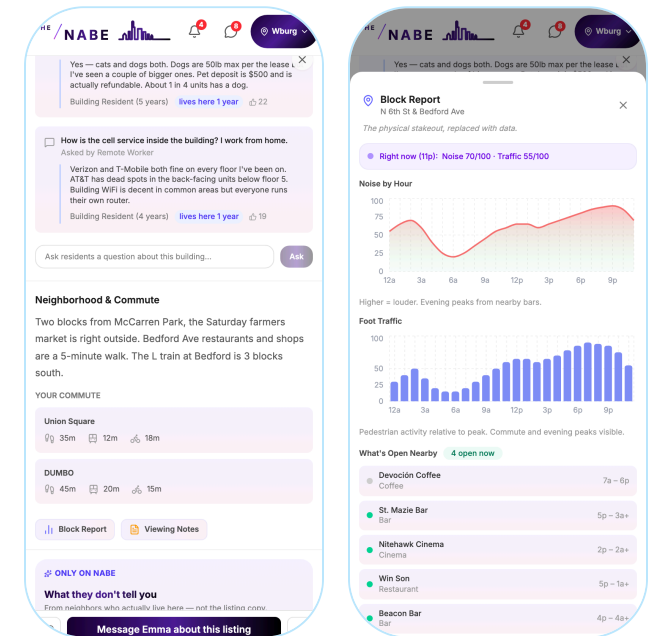 THE
NABE
4
8
Wburg
Yes — cats and dogs both. Dogs are 50lb max per the lease
I've seen a couple of bigger ones. Pet deposit is $500 and is
actually refundable. About 1 in 4 units has a dog.
Building Resident (5 years) lives here 1 year 22
How is the cell service inside the building? I work from home.
Asked by Remote Worker
Verizon and T-Mobile both fine on every floor I've been on.
AT&T has dead spots in the back-facing units below floor 5.
Building WiFi is decent in common areas but everyone runs
their own router.
Building Resident (4 years) lives here 1 year 19
Ask residents a question about this building...
Ask
Neighborhood & Commute
Two blocks from McCarren Park, the Saturday farmers
market is right outside. Bedford Ave restaurants and shops
are a 5-minute walk. The L train at Bedford is 3 blocks
south.
YOUR COMMUTE
Union Square
35m 12m 18m
DUMBO
45m 20m 15m
Block Report
Viewing Notes
ONLY ON NABE
What they don't tell you
From neighbors who actually live here — not the listing copy
Message Emma about this listing
THE
NABE
4
8
Wburg
Yes — cats and dogs both. Dogs are 50lb max per the lease
Block Report
N 6th St & Bedford Ave
The physical stakeout, replaced with data.
Right now (11p): Noise 70/100 · Traffic 55/100
Noise by Hour
100
75
50
25
0
12a 3a 6a 9a 12p 3p 6p 9p
Higher = louder. Evening peaks from nearby bars.
Foot Traffic
100
50
25
0
12a 3a 6a 9a 12p 3p 6p 9p
Pedestrian activity relative to peak. Commute and evening peaks visible.
What's Open Nearby 4 open now
Devoción Coffee
Coffee
7a – 6p
St. Mazie Bar
Bar
5p – 3a+
Nitehawk Cinema
Cinema
2p – 2a+
Win Son
Restaurant
5p – 1a+
Beacon Bar
Bar
4p – 4a+